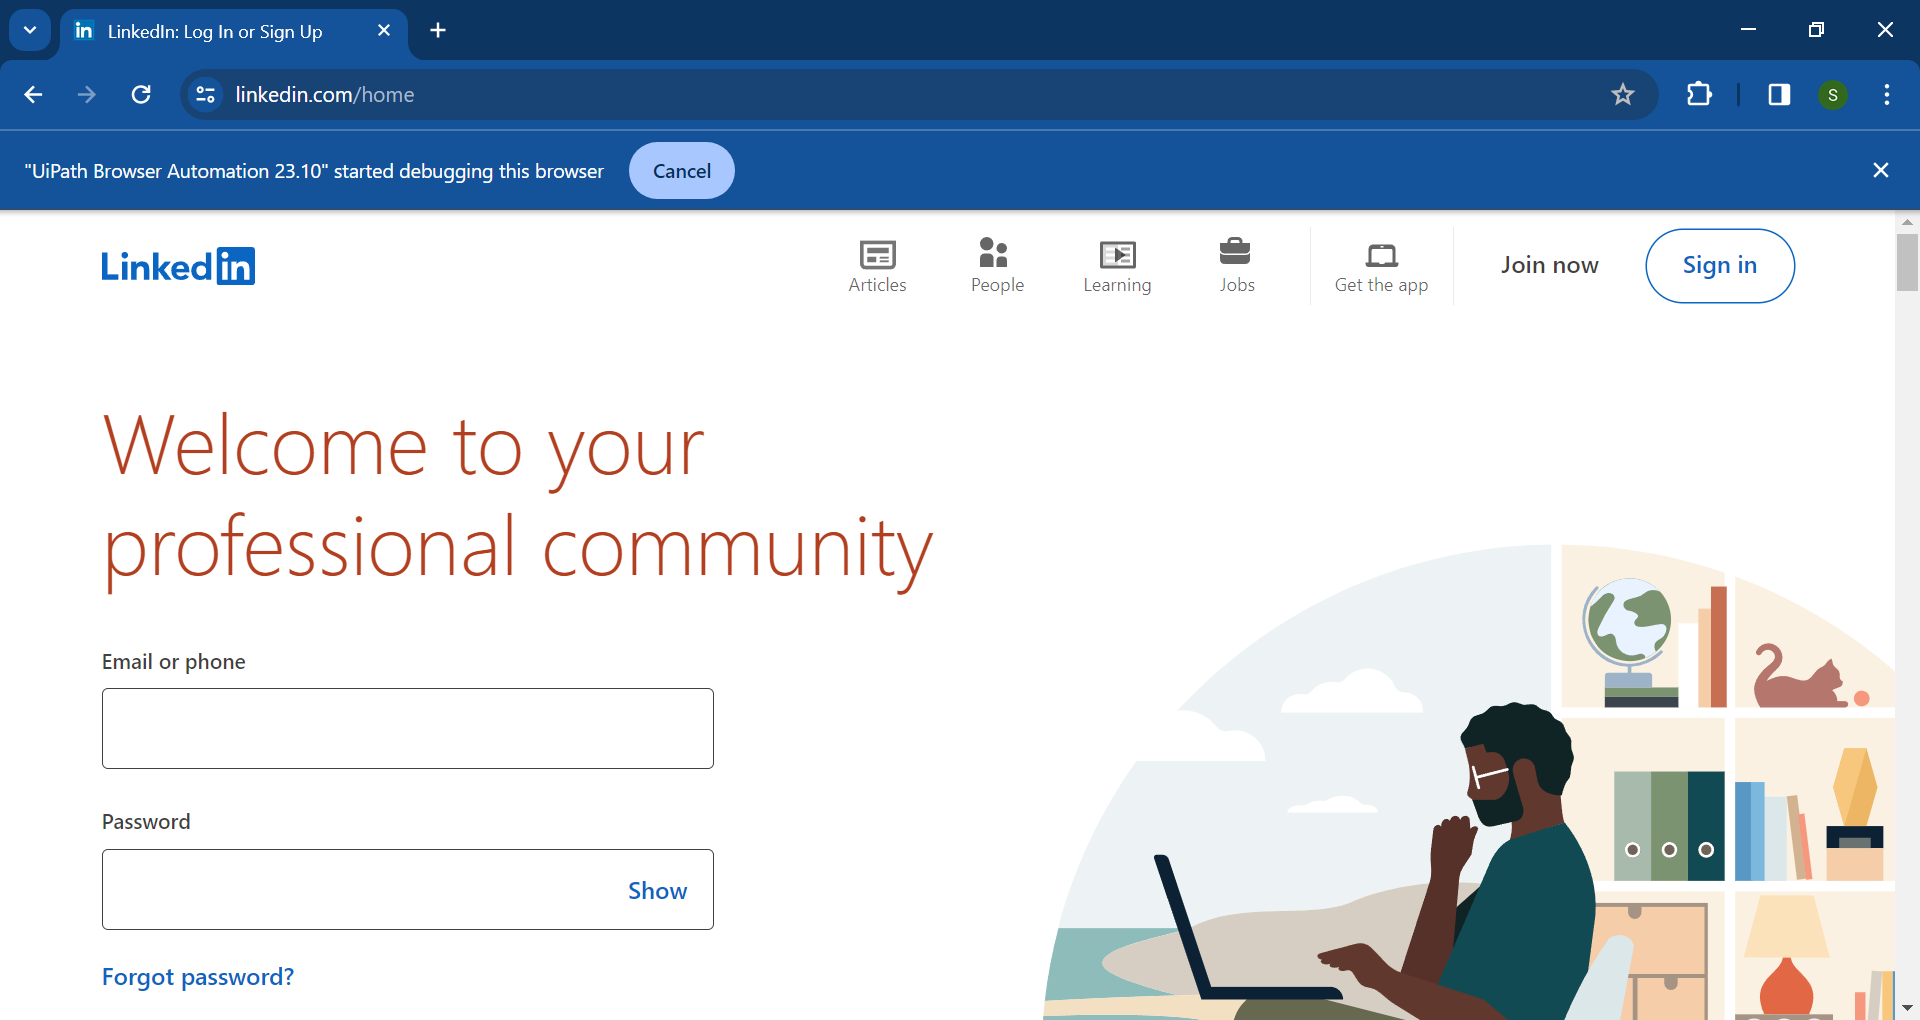 LinkedIn: Log In or Sign Up
linkedin.com/home
S
"UiPath Browser Automation 23.10" started debugging this browser
Cancel
Linked in
Articles
People
Learning
Jobs
Get the app
Join now
Sign in
Welcome to your
professional community
Email or phone
Password
Show
Forgot password?